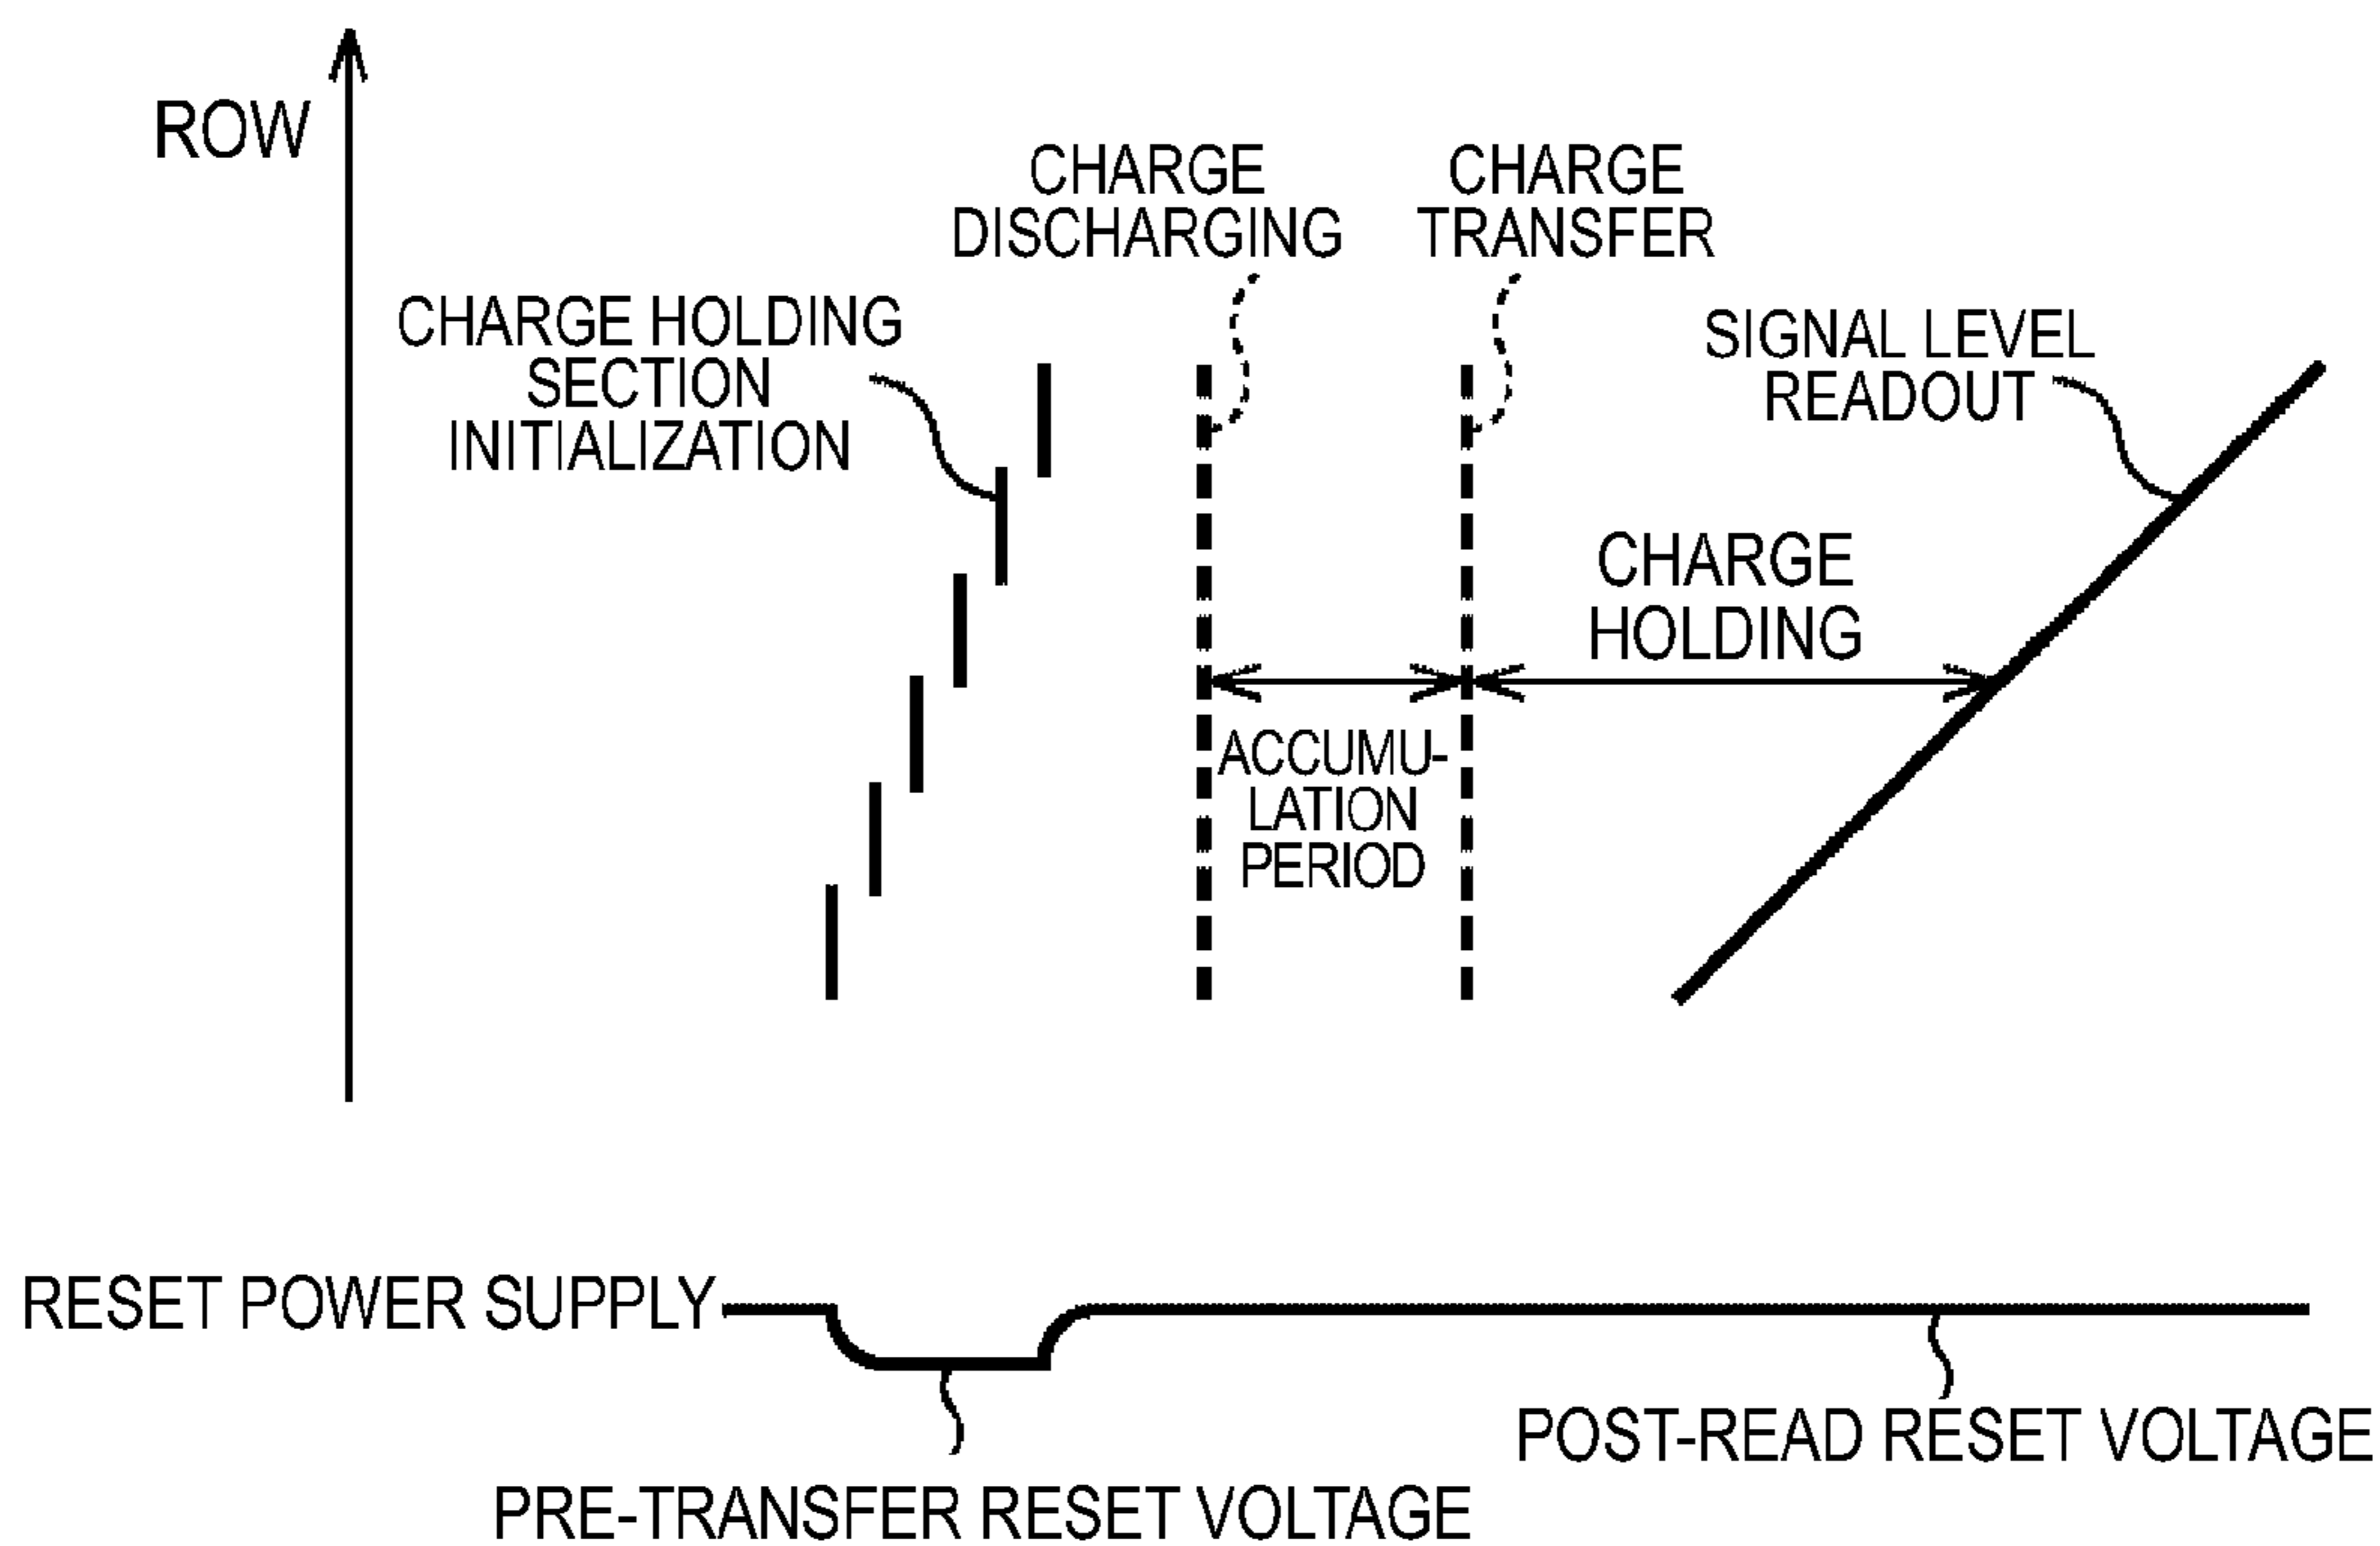 ROW
CHARGE
DISCHARGING
CHARGE
TRANSFER
CHARGE HOLDING
SECTION
INITIALIZATION
SIGNAL LEVEL
READOUT
CHARGE
HOLDING
ACCUMU-
LATION
PERIOD
RESET POWER SUPPLY
POST-READ RESET VOLTAGE
PRE-TRANSFER RESET VOLTAGE